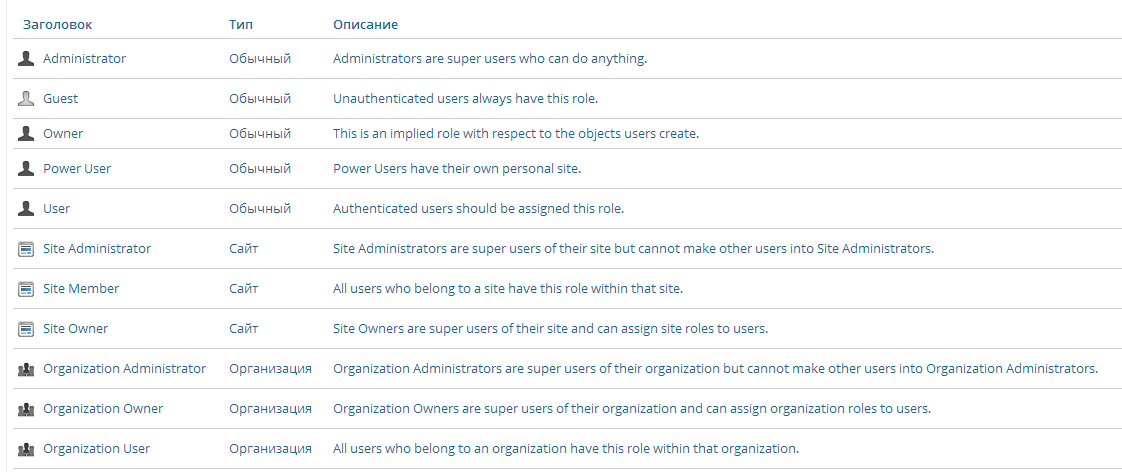 Заголовок Тип Описание
Administrator Обычный Administrators are super users who can do anything.
Guest Обычный Unauthenticated users always have this role.
Owner Обычный This is an implied role with respect to the objects users create.
Power User Обычный Power Users have their own personal site.
User Обычный Authenticated users should be assigned this role.
Site Administrator Сайт Site Administrators are super users of their site but cannot make other users into Site Administrators.
Site Member Сайт All users who belong to a site have this role within that site.
Site Owner Сайт Site Owners are super users of their site and can assign site roles to users.
Organization Administrator Организация Organization Administrators are super users of their organization but cannot make other users into Organization Administrators.
Organization Owner Организация Organization Owners are super users of their organization and can assign organization roles to users.
Organization User Организация All users who belong to an organization have this role within that organization.